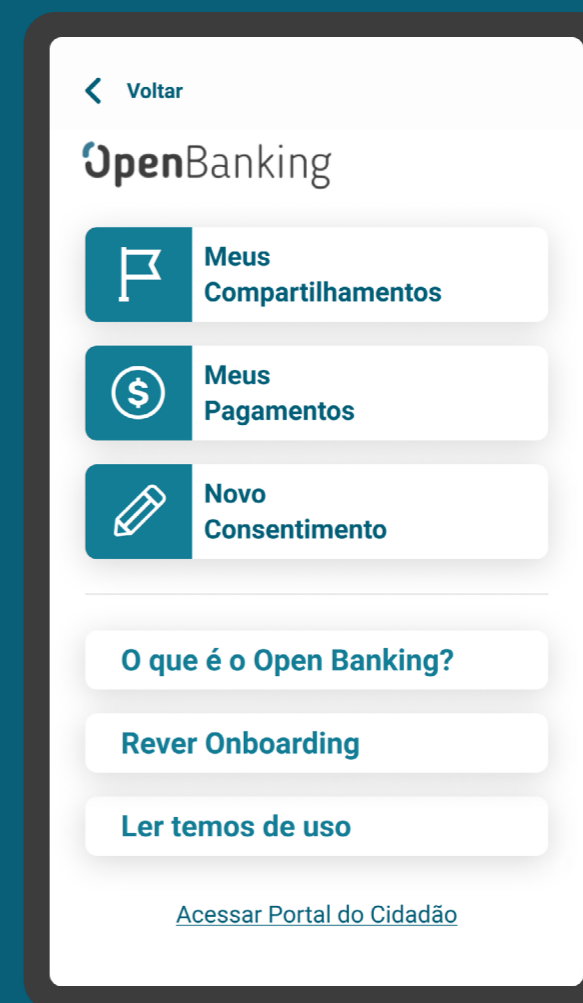 Voltar
OpenBanking
Meus
Compartilhamentos
$
Meus
Pagamentos
Novo
Consentimento
O que é o Open Banking?
Rever Onboarding
Ler temos de uso
Acessar Portal do Cidadão